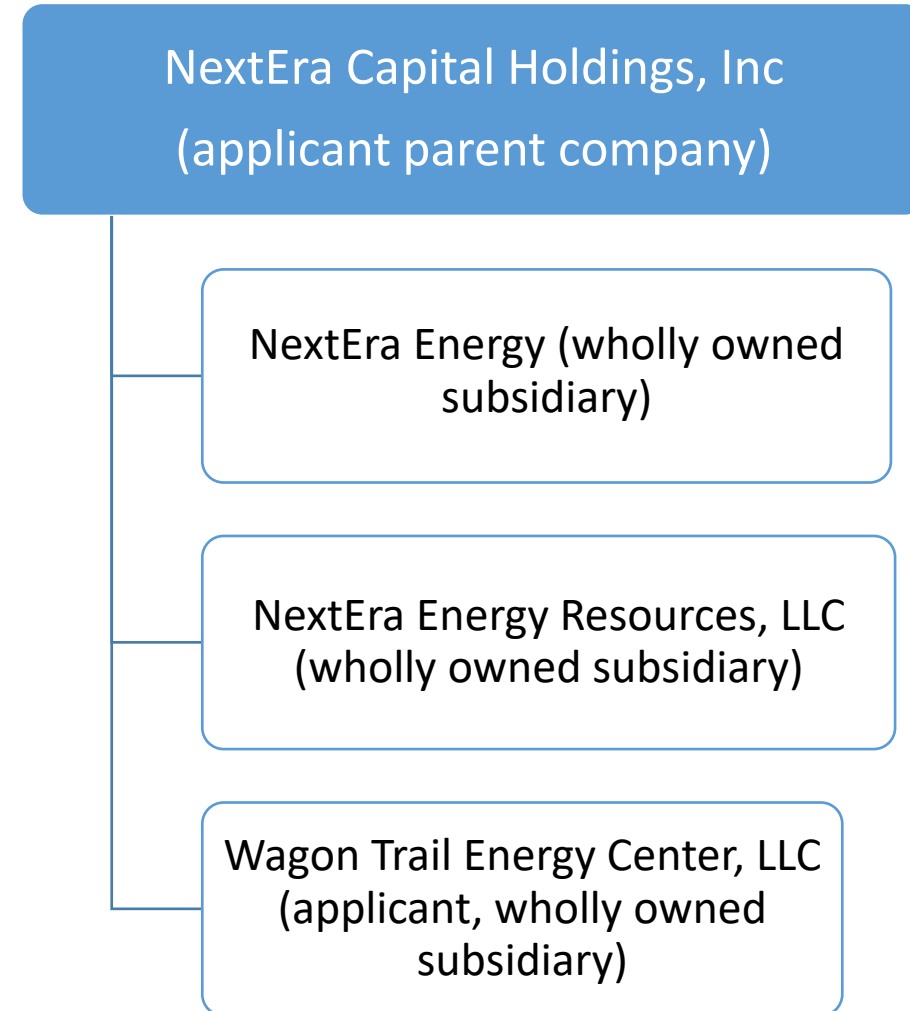 NextEra Capital Holdings, Inc
(applicant parent company)
NextEra Energy (wholly owned
subsidiary)
NextEra Energy Resources, LLC
(wholly owned subsidiary)
Wagon Trail Energy Center, LLC
(applicant, wholly owned
subsidiary)